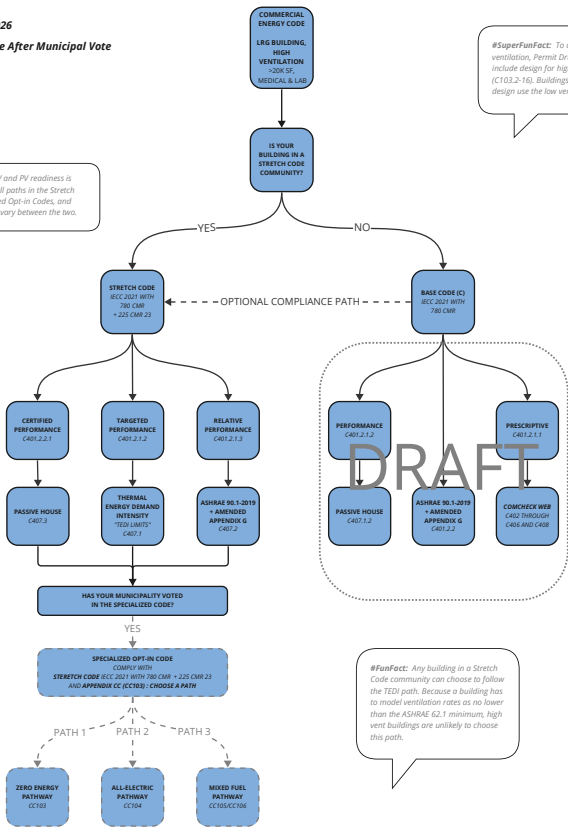 026
e After Municipal Vote
COMMERCIAL
ENERGY CODE
LRG BUILDING,
HIGH
VENTILATION
>20K SF,
MEDICAL & LAB
#SuperFunFact: To
ventilation, Permit
include design for
(C103.2-16). Buildings
design use the low
IS YOUR
BUILDING IN A
STRETCH CODE
COMMUNITY?
and PV readiness is
all paths in the Stretch
Opt-in Codes, and
vary between the two.
YES
NO
STRETCH CODE
IECC 2021 WITH
780 CMR
+ 225 CMR 23
OPTIONAL COMPLIANCE PATH
BASE CODE (C)
IECC 2021 WITH
780 CMR
CERTIFIED
PERFORMANCE
C401.2.2.1
TARGETED
PERFORMANCE
C401.2.1.2
RELATIVE
PERFORMANCE
C401.2.1.3
PERFORMANCE
C401.2.1.2
PRESCRIPTIVE
C401.2.1.1
DRAFT
PASSIVE HOUSE
C407.3
THERMAL
ENERGY DEMAND
INTENSITY
"TEDI LIMITS"
C407.1
ASHRAE 90.1-2019
+ AMENDED
APPENDIX G
C407.2
PASSIVE HOUSE
C407.1.2
ASHRAE 90.1-2019
+ AMENDED
APPENDIX G
C401.2.2
COMCHECK WEB
C402 THROUGH
C406 AND C408
HAS YOUR MUNICIPALITY VOTED
IN THE SPECIALIZED CODE?
YES
SPECIALIZED OPT-IN CODE
COMPLY WITH
STERETCH CODE IECC 2021 WITH 780 CMR + 225 CMR 23
AND APPENDIX CC (CC103) : CHOOSE A PATH
#FunFact: Any building in a Stretch
Code community can choose to follow
the TEDI path. Because a building has
to model ventilation rates as no lower
than the ASHRAE 62.1 minimum, high
vent buildings are unlikely to choose
this path.
PATH 1
PATH 2
PATH 3
ZERO ENERGY
PATHWAY
CC103
ALL-ELECTRIC
PATHWAY
CC104
MIXED FUEL
PATHWAY
CC105/CC106